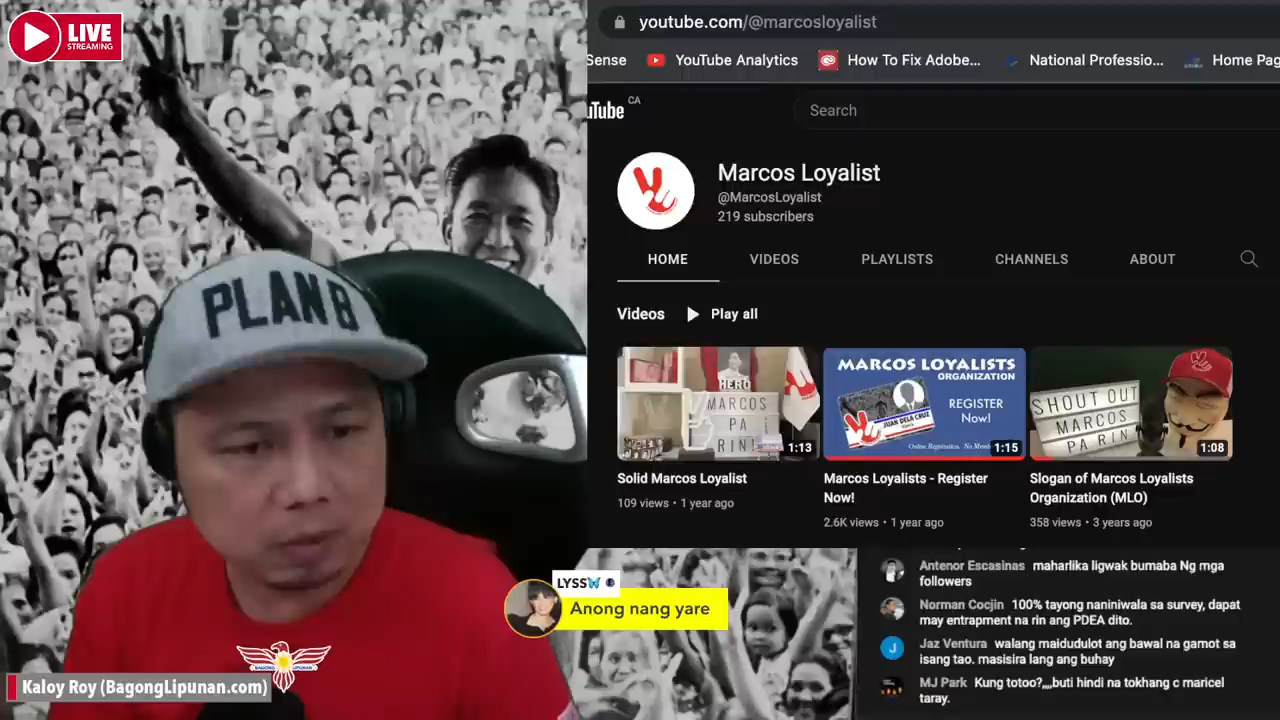 LIVE
STREAMING
youtube.com/@marcosloyalist
Sense
YouTube Analytics
How To Fix Adobe...
National Professio...
Home Pag
uTube CA
Search
Marcos Loyalist
@MarcosLoyalist
219 subscribers
HOME
VIDEOS
PLAYLISTS
CHANNELS
ABOUT
Videos
Play all
HERO
MARCOS
PA
RIN!
1:13
MARCOS LOYALISTS
ORGANIZATION
REGISTER
Now!
JUAN DELA CRUZ
1:15
SHOUT OUT
MARCOS
PA RIN
1:08
Solid Marcos Loyalist
109 views • 1 year ago
Marcos Loyalists - Register
Now!
2.6K views • 1 year ago
Slogan of Marcos Loyalists
Organization (MLO)
358 views • 3 years ago
PLAN B
LYSS
Anong nang yare
Antenor Escasinas maharlika ligwak bumaba Ng mga
followers
Norman Cocjin 100% tayong naniniwala sa survey, dapat
may entrapment na rin ang PDEA dito.
J
Jaz Ventura walang maidudulot ang bawal na gamot sa
isang tao, masisira lang ang buhay
MJ Park Kung totoo?,,,,buti hindi na tokhang c maricel
taray.
BAGONG LIPUNAN
Kaloy Roy (BagongLipunan.com)